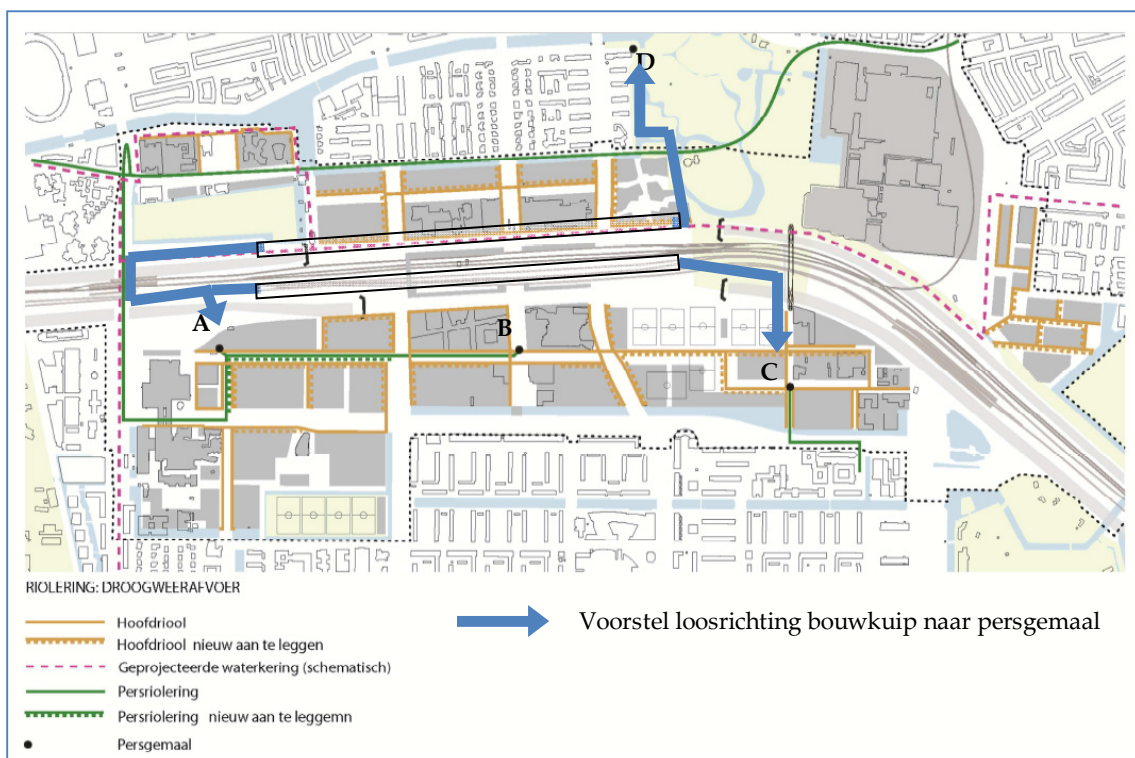 D
A
B
C
RIOLERING: DROOGWEERAFVOER
Hoofdriool
Hoofdriool nieuw aan te leggen
Geprojecteerde waterkering (schematisch)
Persriolering
Persriolering nieuw aan te leggemn
Persgemaal
Voorstel loosrichting bouwkuip naar persgemaal